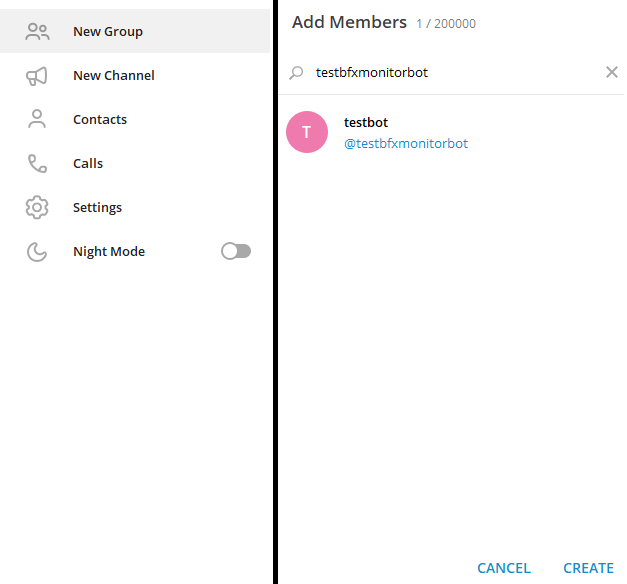 New Group
New Channel
Contacts
Calls
Settings
Night Mode
Add Members 1 / 200000
testbfxmonitorbot
T
testbot
@testbfxmonitorbot
CANCEL CREATE